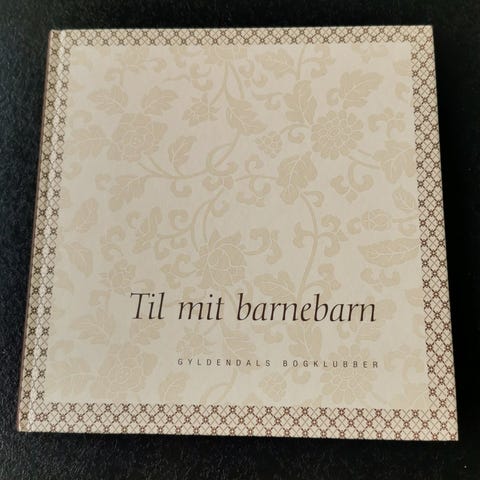 Til mit barnebarn
GYLDENDALS BOGKLUBBER